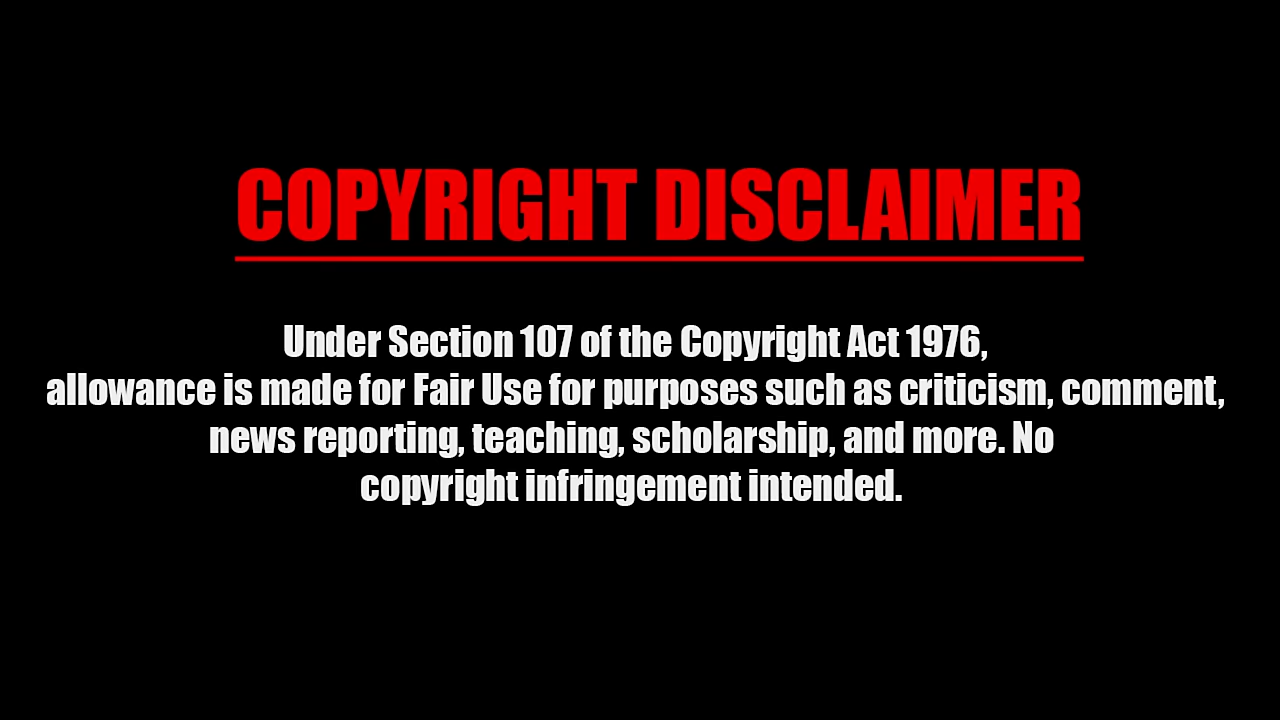 COPYRIGHT DISCLAIMER
Under Section 107 of the Copyright Act 1976,
allowance is made for Fair Use for purposes such as criticism, comment,
news reporting, teaching, scholarship, and more. No
copyright infringement intended.